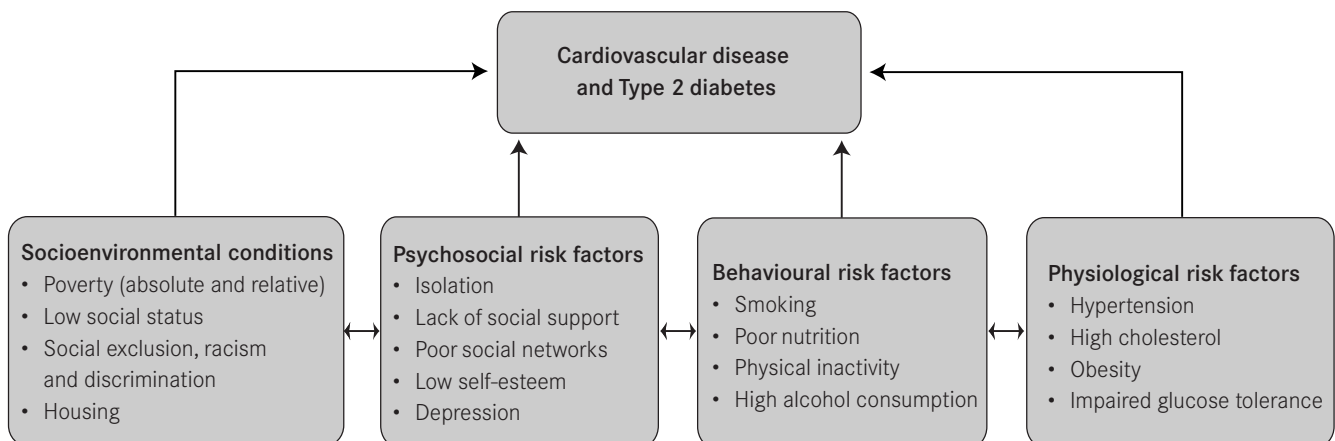 Cardiovascular disease
and Type 2 diabetes
Socioenvironmental conditions
• Poverty (absolute and relative)
• Low social status
• Social exclusion, racism
and discrimination
• Housing
Psychosocial risk factors
• Isolation
• Lack of social support
• Poor social networks
• Low self-esteem
• Depression
Behavioural risk factors
• Smoking
• Poor nutrition
• Physical inactivity
• High alcohol consumption
Physiological risk factors
• Hypertension
• High cholesterol
• Obesity
• Impaired glucose tolerance